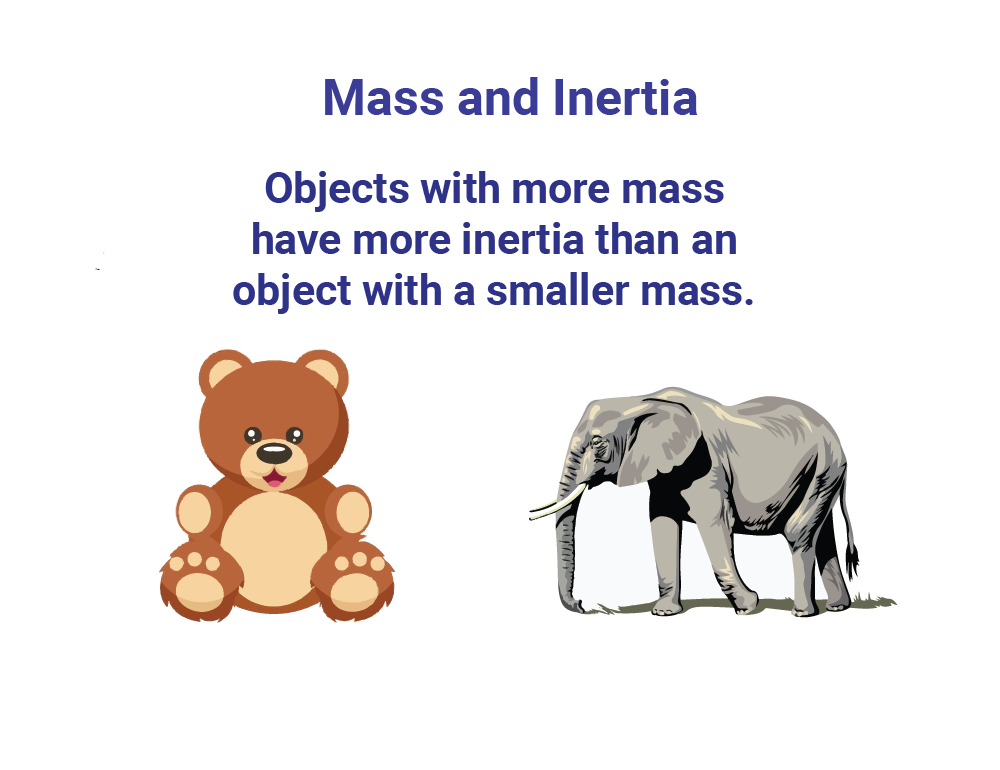 Mass and Inertia
Objects with more mass
have more inertia than an
object with a smaller mass.